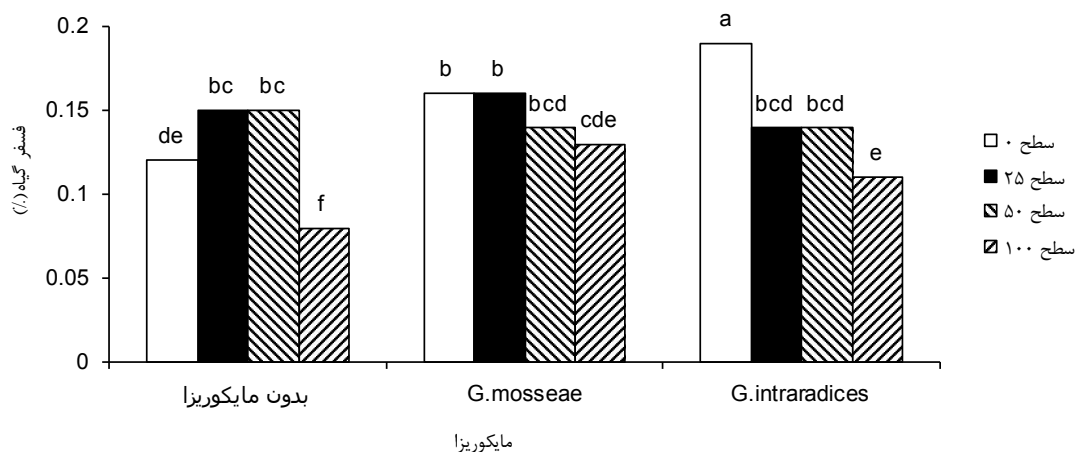 0.2
0.15
0.1
0.05
0
فسفر گیاه (٪)
de
bc
bc
f
b
b
bcd
cde
a
bcd
bcd
e
بدون مایکوریزا
G.mosseae
G.intraradices
مایکوریزا
سطح ۰
سطح ۲۵
سطح ۵۰
سطح ۱۰۰